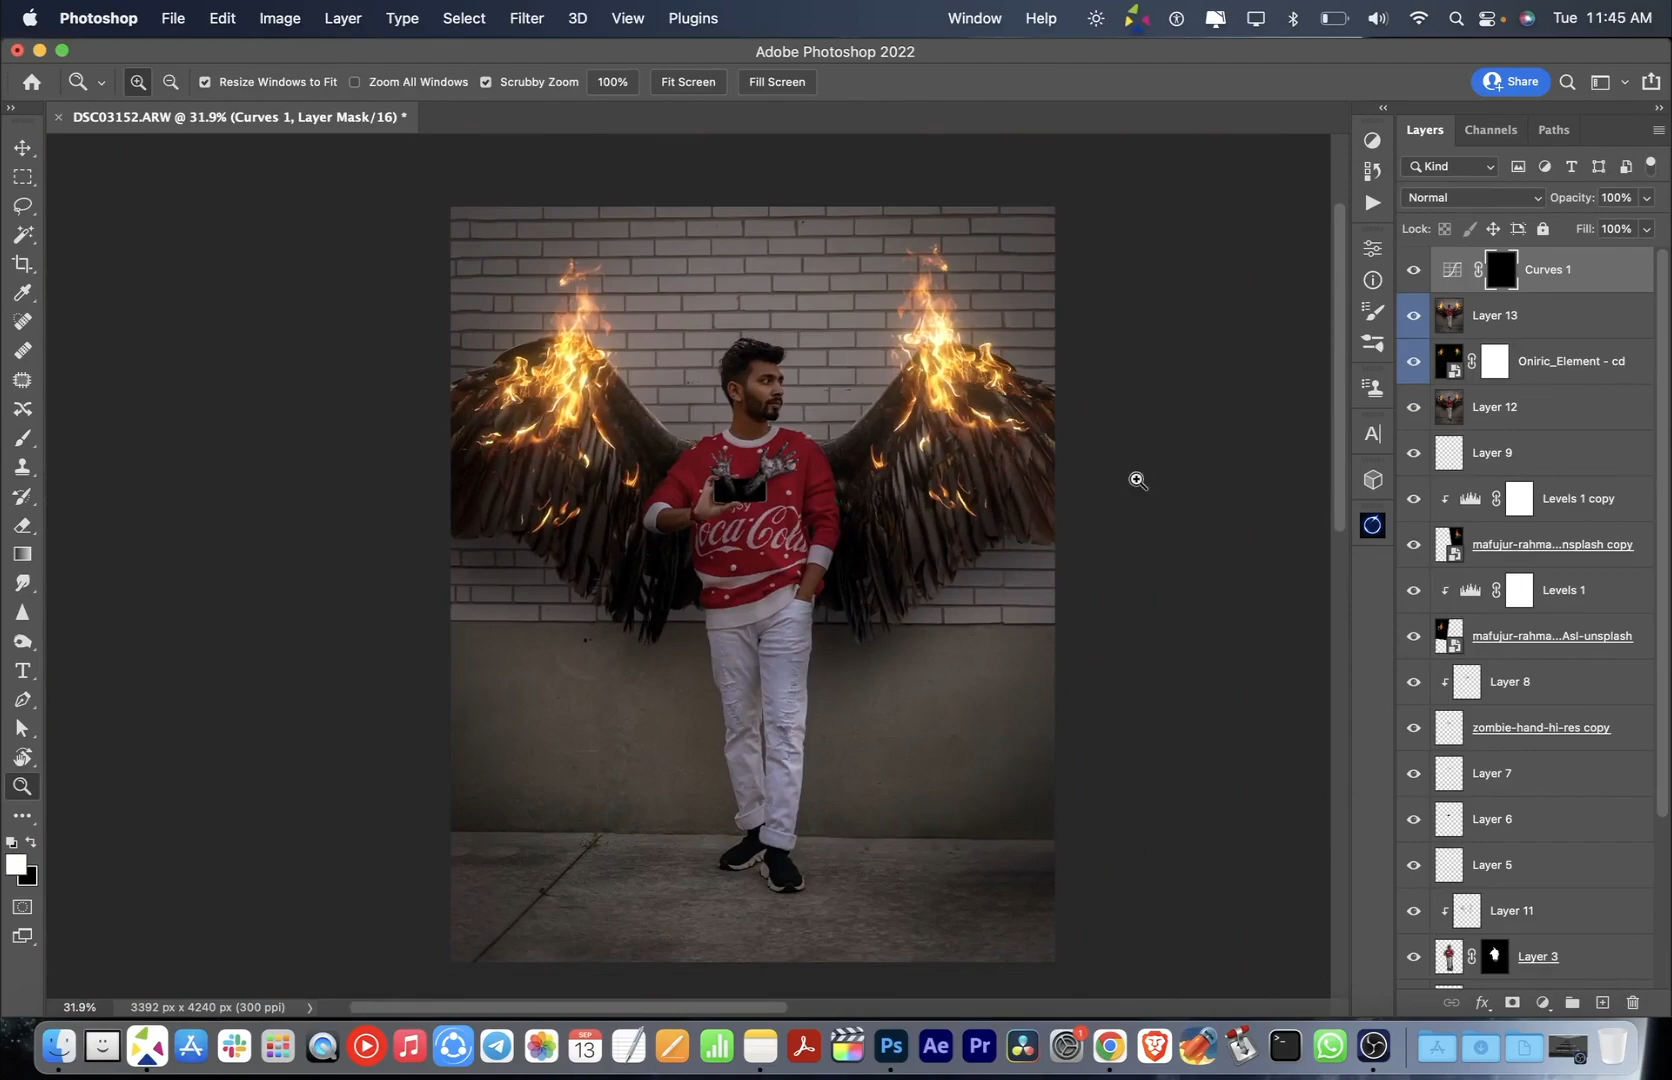 Photoshop File Edit Image Layer Type Select Filter 3D View Plugins Window Help Tue 11:45 AM
Adobe Photoshop 2022
Resize Windows to Fit Zoom All Windows Scrubby Zoom 100% Fit Screen Fill Screen Share
DSC03152.ARW @ 31.9% (Curves 1, Layer Mask/16) *
Layers Channels Paths
Kind
Normal Opacity: 100%
Lock: Fill: 100%
Curves 1
Layer 13
Oniric_Element - cd
Layer 12
Layer 9
Levels 1 copy
mafujur-rahma...nsplash copy
Levels 1
mafujur-rahma...Asl-unsplash
Layer 8
zombie-hand-hi-res copy
Layer 7
Layer 6
Layer 5
Layer 11
Layer 3
Coca-Cola
31.9% 3392 px x 4240 px (300 ppi)
SEP
13
Ps Ae Pr
1